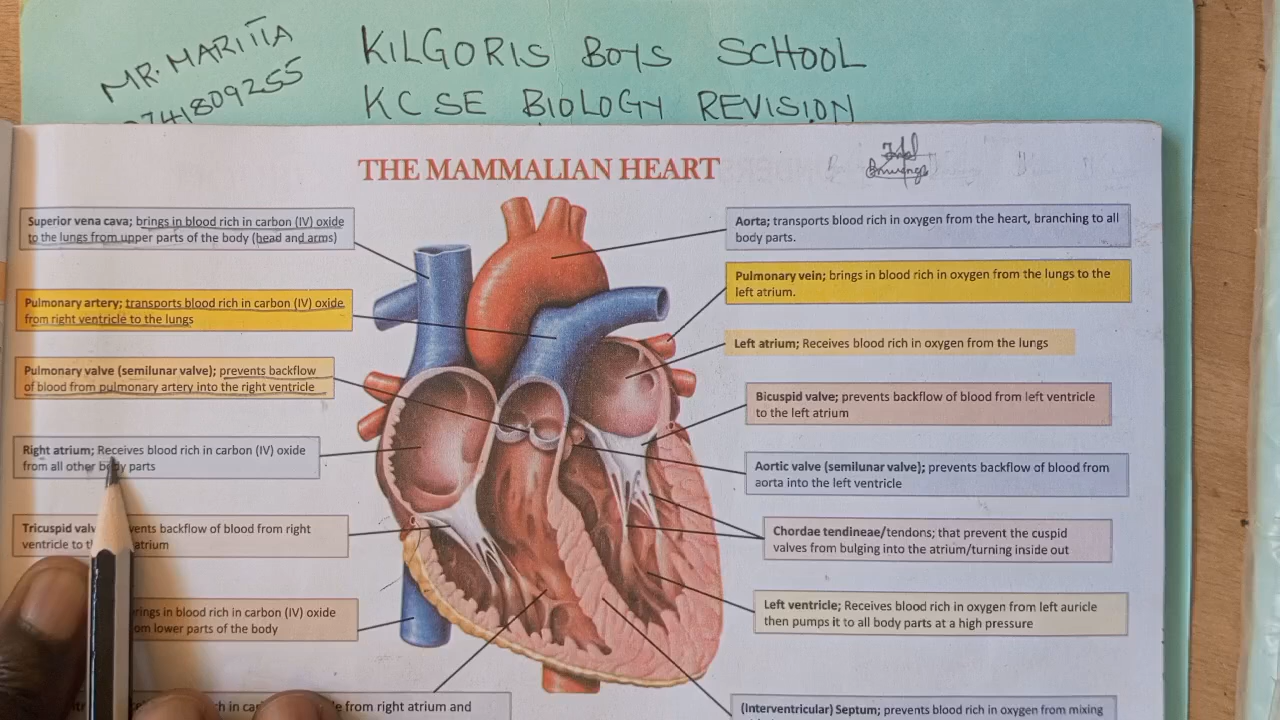 MR. MARITTA
0741809255
KILGORIS BOYS SCHOOL
KCSE BIOLOGY REVISION
THE MAMMALIAN HEART
Superior vena cava; brings in blood rich in carbon (IV) oxide
to the lungs from upper parts of the body (head and arms)
Pulmonary artery; transports blood rich in carbon (IV) oxide
from right ventricle to the lungs
Pulmonary valve (semilunar valve); prevents backflow
of blood from pulmonary artery into the right ventricle
Right atrium; Receives blood rich in carbon (IV) oxide
from all other body parts
Tricuspid backflow of blood from right
ventricle to atrium
in blood rich in carbon (IV) oxide
lower parts of the body
from right atrium and
Aorta; transports blood rich in oxygen from the heart, branching to all
body parts.
Pulmonary vein; brings in blood rich in oxygen from the lungs to the
left atrium.
Left atrium; Receives blood rich in oxygen from the lungs
Bicuspid valve; prevents backflow of blood from left ventricle
to the left atrium
Aortic valve (semilunar valve); prevents backflow of blood from
aorta into the left ventricle
Chordae tendineae/tendons; that prevent the cuspid
valves from bulging into the atrium/turning inside out
Left ventricle; Receives blood rich in oxygen from left auricle
then pumps it to all body parts at a high pressure
(Interventricular) Septum; prevents blood rich in oxygen from mixing